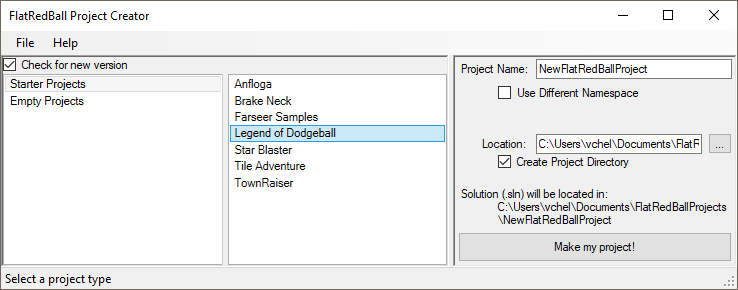 FlatRedBall Project Creator
File Help
Check for new version
Starter Projects
Empty Projects
Anfloga
Brake Neck
Farseer Samples
Legend of Dodgeball
Star Blaster
Tile Adventure
TownRaiser
Project Name: NewFlatRedBallProject
Use Different Namespace
Location: C:\Users\vchel\Documents\FlatR ...
Create Project Directory
Solution (.sln) will be located in:
C:\Users\vchel\Documents\FlatRedBallProjects
\NewFlatRedBallProject
Make my project!
Select a project type